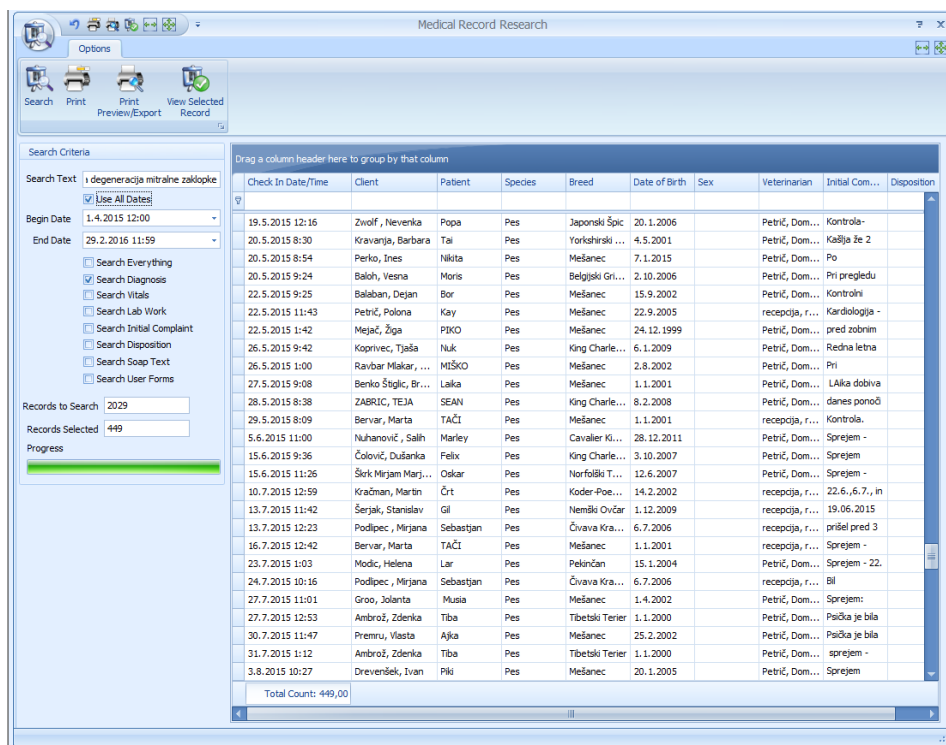 Medical Record Research
Options
Search Print Print Preview/Export View Selected Record
Search Criteria
Search Text degeneracija mitralne zaklopke
Use All Dates
Begin Date 1.4.2015 12:00
End Date 29.2.2016 11:59
Search Everything
Search Diagnosis
Search Vitals
Search Lab Work
Search Initial Complaint
Search Disposition
Search Soap Text
Search User Forms
Records to Search 2029
Records Selected 449
Progress
Drag a column header here to group by that column
Check In Date/Time Client Patient Species Breed Date of Birth Sex Veterinarian Initial Com... Disposition
19.5.2015 12:16 Zwolf , Nevenka Popa Pes Japonski Špic 20.1.2006 Petrič, Dom... Kontrola-
20.5.2015 8:30 Kravanja, Barbara Tai Pes Yorkshirski ... 4.5.2001 Petrič, Dom... Kašlja že 2
20.5.2015 8:54 Perko, Ines Nikita Pes Mešanec 7.1.2015 Petrič, Dom... Po
20.5.2015 9:24 Baloh, Vesna Moris Pes Belgijski Gri... 2.10.2006 Petrič, Dom... Pri pregledu
22.5.2015 9:25 Balaban, Dejan Bor Pes Mešanec 15.9.2002 Petrič, Dom... Kontrolni
22.5.2015 11:43 Petrič, Polona Kay Pes Mešanec 22.9.2005 recepcija, r... Kardiologija -
22.5.2015 1:42 Mejač, Žiga PIKO Pes Mešanec 24.12.1999 Petrič, Dom... pred zobnim
26.5.2015 9:42 Koprivec, Tjaša Nuk Pes King Charle... 6.1.2009 Petrič, Dom... Redna letna
26.5.2015 1:00 Ravbar Mlakar, ... MIŠKO Pes Mešanec 2.8.2002 Petrič, Dom... Pri
27.5.2015 9:08 Benko Štiglic, Br... Laika Pes Mešanec 1.1.2001 Petrič, Dom... LAika dobiva
28.5.2015 8:38 ZABRIC, TEJA SEAN Pes King Charle... 8.2.2008 Petrič, Dom... danes ponoči
29.5.2015 8:09 Bervar, Marta TAČI Pes Mešanec 1.1.2001 recepcija, r... Kontrola.
5.6.2015 11:00 Nuhanovič , Salih Marley Pes Cavalier Ki... 28.12.2011 Petrič, Dom... Sprejem -
15.6.2015 9:36 Čolovič, Dušanka Felix Pes King Charle... 3.10.2007 Petrič, Dom... Sprejem
15.6.2015 11:26 Škrk Mirjam Marj... Oskar Pes Norfolški T... 12.6.2007 Petrič, Dom... Sprejem -
10.7.2015 12:59 Kračman, Martin Črt Pes Koder-Poe... 14.2.2002 recepcija, r... 22.6.,6.7., in
13.7.2015 11:42 Šerjak, Stanislav Gil Pes Nemški Ovčar 1.12.2009 recepcija, r... 19.06.2015
13.7.2015 12:23 Podlipec , Mirjana Sebastjan Pes Čivava Kra... 6.7.2006 recepcija, r... prišel pred 3
16.7.2015 12:42 Bervar, Marta TAČI Pes Mešanec 1.1.2001 recepcija, r... Sprejem -
23.7.2015 1:03 Modic, Helena Lar Pes Pekinčan 15.1.2004 Petrič, Dom... Sprejem - 22.
24.7.2015 10:16 Podlipec , Mirjana Sebastjan Pes Čivava Kra... 6.7.2006 recepcija, r... Bil
27.7.2015 11:01 Groo, Jolanta Musia Pes Mešanec 1.4.2002 Petrič, Dom... Sprejem:
27.7.2015 12:53 Ambrož, Zdenka Tiba Pes Tibetski Terier 1.1.2000 Petrič, Dom... Psička je bila
30.7.2015 11:47 Premru, Vlasta Ajka Pes Mešanec 25.2.2002 Petrič, Dom... Psička je bila
31.7.2015 1:12 Ambrož, Zdenka Tiba Pes Tibetski Terier 1.1.2000 Petrič, Dom... sprejem -
3.8.2015 10:27 Drevenšek, Ivan Piki Pes Mešanec 20.1.2005 Petrič, Dom... Sprejem
Total Count: 449,00